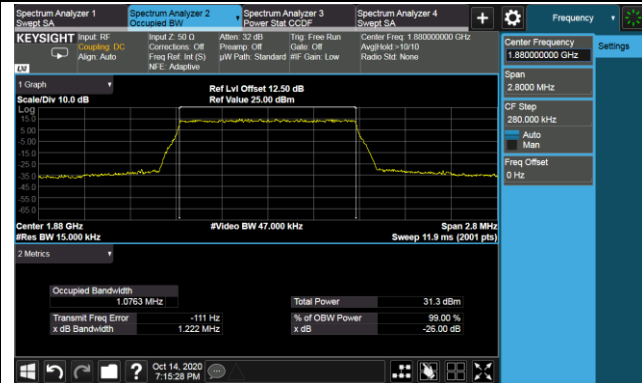 Spectrum Analyzer 1
Swept SA
Spectrum Analyzer 2
Occupied BW
Spectrum Analyzer 3
Power Stat CCDF
Spectrum Analyzer 4
Swept SA
+
Frequency
KEYSIGHT
LXI
Input: RF
Coupling: DC
Align: Auto
Input Z: 50 Ω
Corrections: Off
Freq Ref: Int (S)
NFE: Adaptive
Atten: 32 dB
Preamp: Off
µW Path: Standard
Trig: Free Run
Gate: Off
#IF Gain: Low
Center Freq: 1.880000000 GHz
Avg|Hold:>10/10
Radio Std: None
Center Frequency
1.880000000 GHz
Settings
Span
2.8000 MHz
CF Step
280.000 kHz
Auto
Man
Freq Offset
0 Hz
1 Graph
Scale/Div 10.0 dB
Ref Lvl Offset 12.50 dB
Ref Value 25.00 dBm
Log
15.0
5.00
-5.00
-15.0
-25.0
-35.0
-45.0
-55.0
-65.0
Center 1.88 GHz
#Video BW 47.000 kHz
Span 2.8 MHz
#Res BW 15.000 kHz
Sweep 11.9 ms (2001 pts)
2 Metrics
Occupied Bandwidth
1.0763 MHz
Total Power 31.3 dBm
Transmit Freq Error -111 Hz
% of OBW Power 99.00 %
x dB Bandwidth 1.222 MHz
x dB -26.00 dB
?
Oct 14, 2020
7:15:28 PM